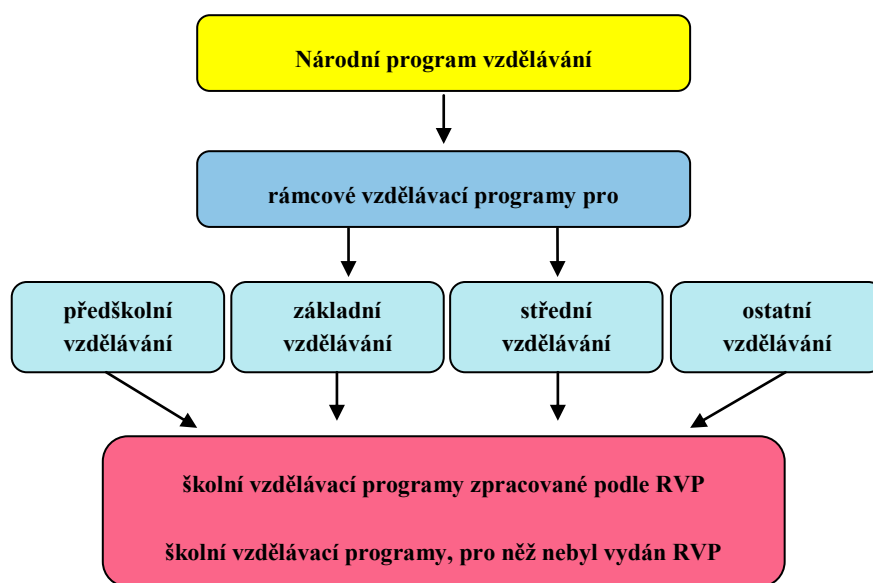 Národní program vzdělávání
rámcové vzdělávací programy pro
předškolní
vzdělávání
základní
vzdělávání
střední
vzdělávání
ostatní
vzdělávání
školní vzdělávací programy zpracované podle RVP
školní vzdělávací programy, pro něž nebyl vydán RVP